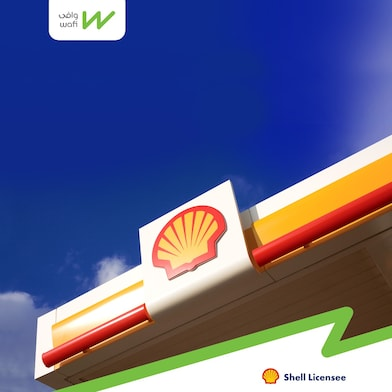 وافي
wafi
Shell Licensee